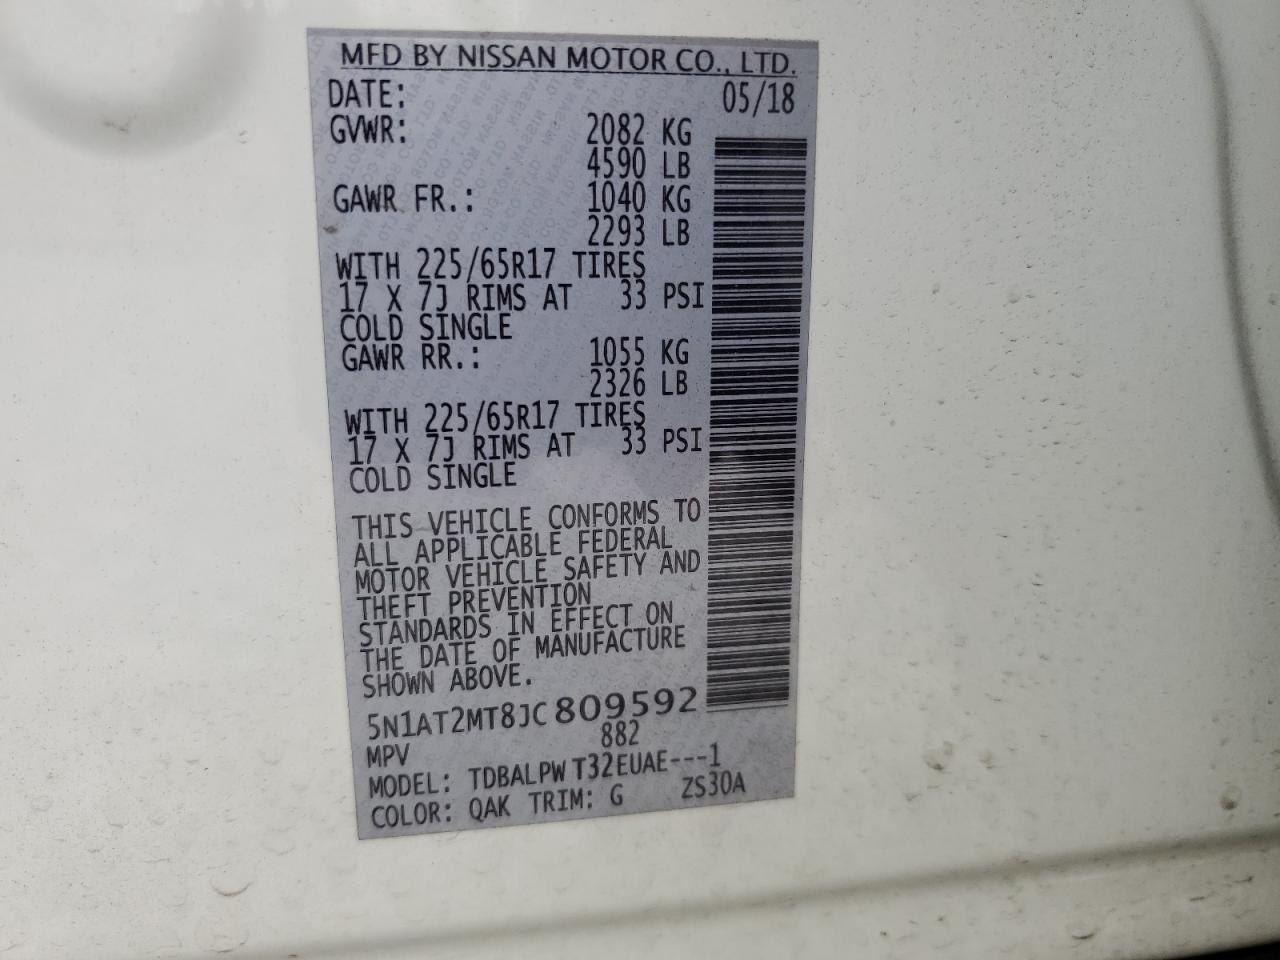 MFD BY NISSAN MOTOR CO., LTD.
DATE: 05/18
GVWR: 2082 KG
4590 LB
GAWR FR.: 1040 KG
2293 LB
WITH 225/65R17 TIRES
17 X 7J RIMS AT 33 PSI
COLD SINGLE
GAWR RR.: 1055 KG
2326 LB
WITH 225/65R17 TIRES
17 X 7J RIMS AT 33 PSI
COLD SINGLE
THIS VEHICLE CONFORMS TO
ALL APPLICABLE FEDERAL
MOTOR VEHICLE SAFETY AND
THEFT PREVENTION
STANDARDS IN EFFECT ON
THE DATE OF MANUFACTURE
SHOWN ABOVE.
5N1AT2MT8JC809592
MPV 882
MODEL: TDBALPW T32EUAE---1
COLOR: QAK TRIM: G ZS30A